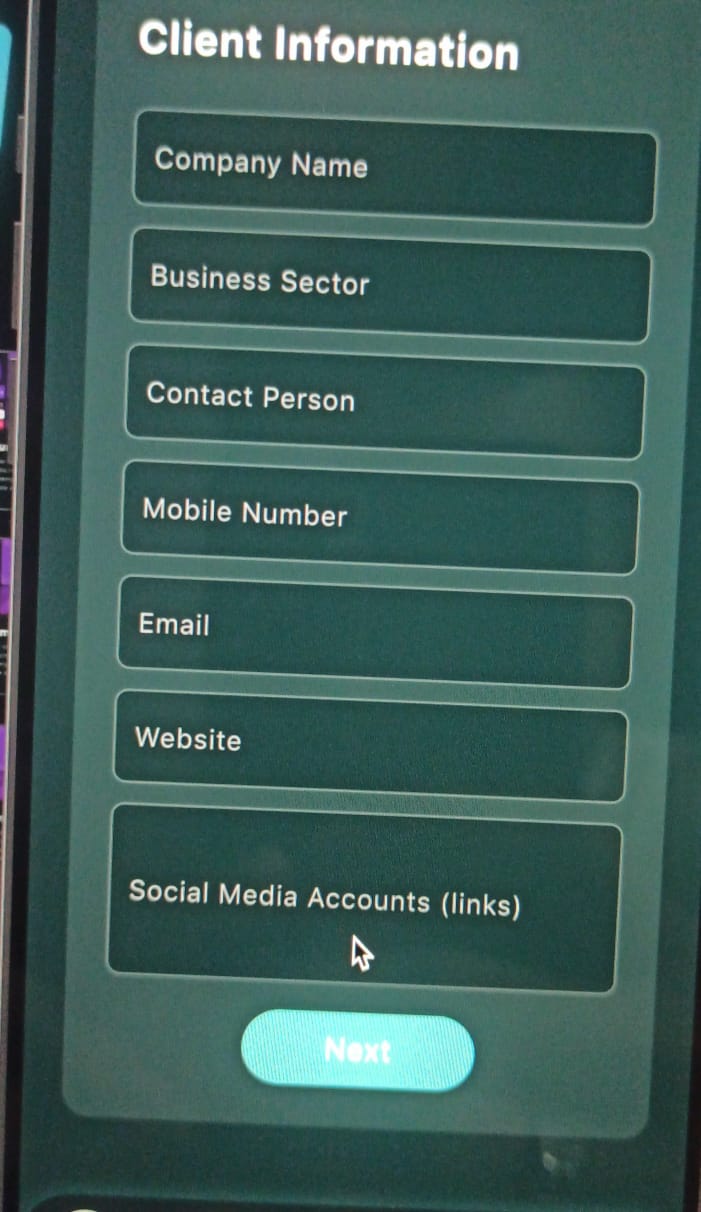 Client Information
Company Name
Business Sector
Contact Person
Mobile Number
Email
Website
Social Media Accounts (links)
Next